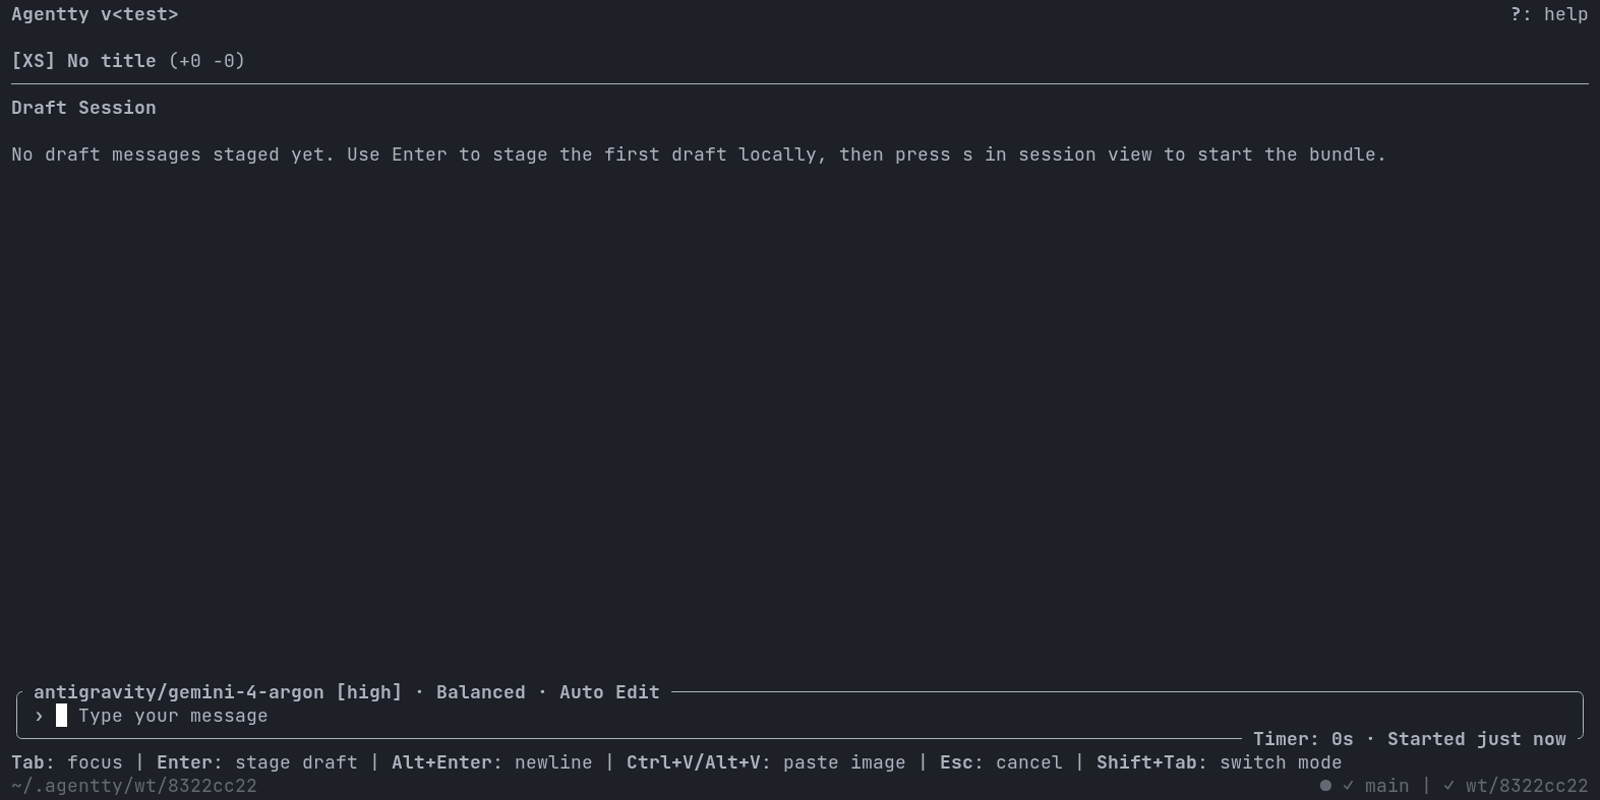 Agentty v<test> ?: help
[XS] No title (+0 -0)
Draft Session
No draft messages staged yet. Use Enter to stage the first draft locally, then press s in session view to start the bundle.
antigravity/gemini-4-argon [high] · Balanced · Auto Edit
› Type your message
Timer: 0s · Started just now
Tab: focus | Enter: stage draft | Alt+Enter: newline | Ctrl+V/Alt+V: paste image | Esc: cancel | Shift+Tab: switch mode
~/.agentty/wt/8322cc22 ● ✓ main | ✓ wt/8322cc22